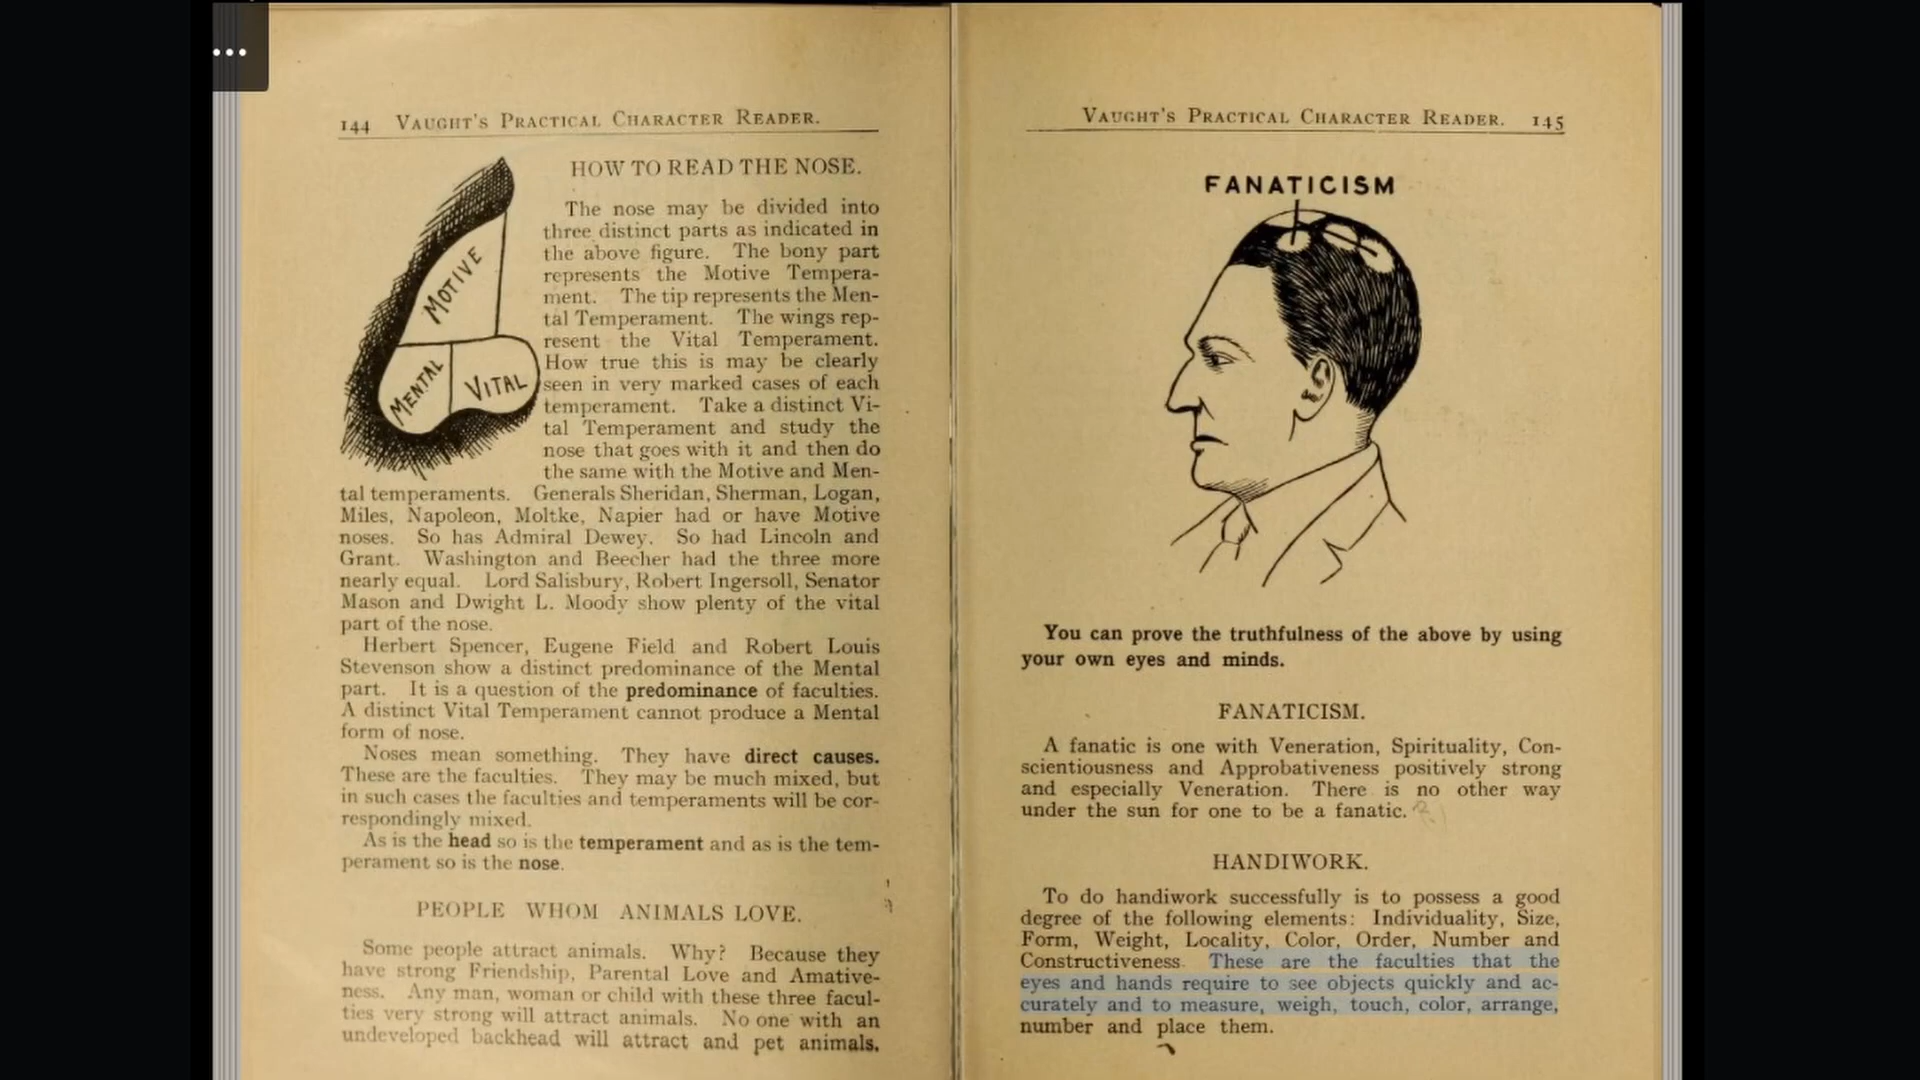 144 VAUGHT'S PRACTICAL CHARACTER READER.
MOTIVE
MENTAL
VITAL
HOW TO READ THE NOSE.
The nose may be divided into
three distinct parts as indicated in
the above figure. The bony part
represents the Motive Tempera-
ment. The tip represents the Men-
tal Temperament. The wings rep-
resent the Vital Temperament.
How true this is may be clearly
seen in very marked cases of each
temperament. Take a distinct Vi-
tal Temperament and study the
nose that goes with it and then do
the same with the Motive and Men-
tal temperaments. Generals Sheridan, Sherman, Logan,
Miles, Napoleon, Moltke, Napier had or have Motive
noses. So has Admiral Dewey. So had Lincoln and
Grant. Washington and Beecher had the three more
nearly equal. Lord Salisbury, Robert Ingersoll, Senator
Mason and Dwight L. Moody show plenty of the vital
part of the nose.
Herbert Spencer, Eugene Field and Robert Louis
Stevenson show a distinct predominance of the Mental
part. It is a question of the predominance of faculties.
A distinct Vital Temperament cannot produce a Mental
form of nose.
Noses mean something. They have direct causes.
These are the faculties. They may be much mixed, but
in such cases the faculties and temperaments will be cor-
respondingly mixed.
As is the head so is the temperament and as is the tem-
perament so is the nose.
PEOPLE WHOM ANIMALS LOVE.
Some people attract animals. Why? Because they
have strong Friendship, Parental Love and Amative-
ness. Any man, woman or child with these three facul-
ties very strong will attract animals. No one with an
undeveloped backhead will attract and pet animals.
VAUGHT'S PRACTICAL CHARACTER READER. 145
FANATICISM
You can prove the truthfulness of the above by using
your own eyes and minds.
FANATICISM.
A fanatic is one with Veneration, Spirituality, Con-
scientiousness and Approbativeness positively strong
and especially Veneration. There is no other way
under the sun for one to be a fanatic.
HANDIWORK.
To do handiwork successfully is to possess a good
degree of the following elements: Individuality, Size,
Form, Weight, Locality, Color, Order, Number and
Constructiveness. These are the faculties that the
eyes and hands require to see objects quickly and ac-
curately and to measure, weigh, touch, color, arrange,
number and place them.